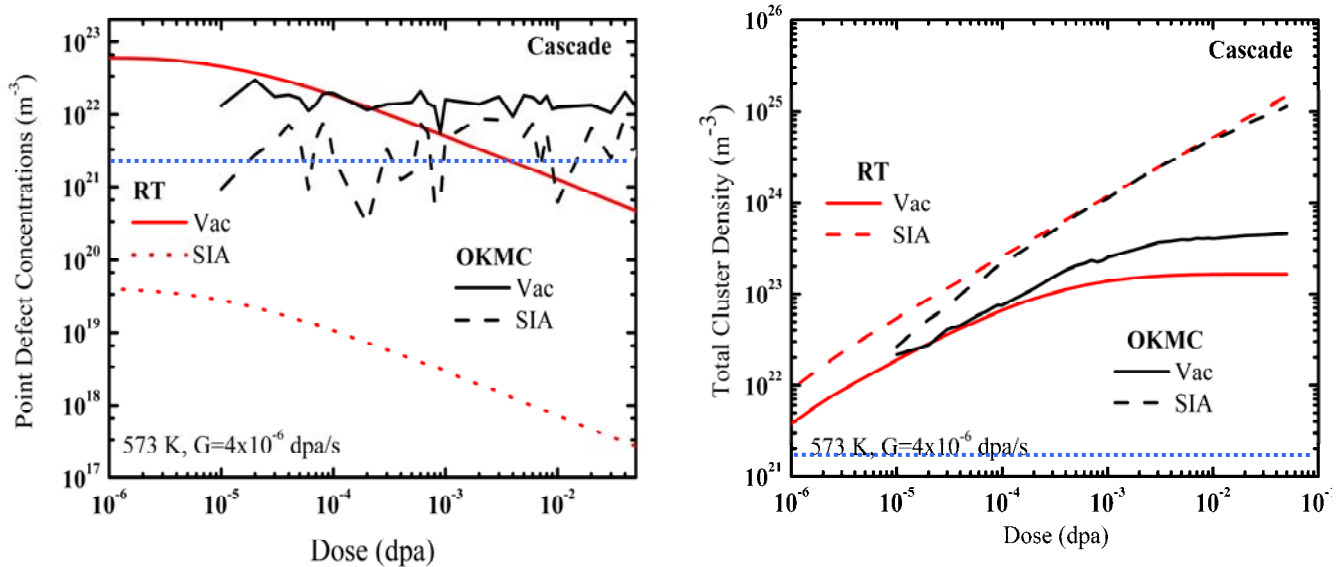 Point Defect Concentrations (m⁻³)
10²³
10²²
10²¹
10²⁰
10¹⁹
10¹⁸
10¹⁷
Cascade
RT
Vac
SIA
OKMC
Vac
SIA
573 K, G=4x10⁻⁶ dpa/s
10⁻⁶
10⁻⁵
10⁻⁴
10⁻³
10⁻²
Dose (dpa)
Total Cluster Density (m⁻³)
10²⁶
10²⁵
10²⁴
10²³
10²²
10²¹
Cascade
RT
Vac
SIA
OKMC
Vac
SIA
573 K, G=4x10⁻⁶ dpa/s
10⁻⁶
10⁻⁵
10⁻⁴
10⁻³
10⁻²
10⁻¹
Dose (dpa)